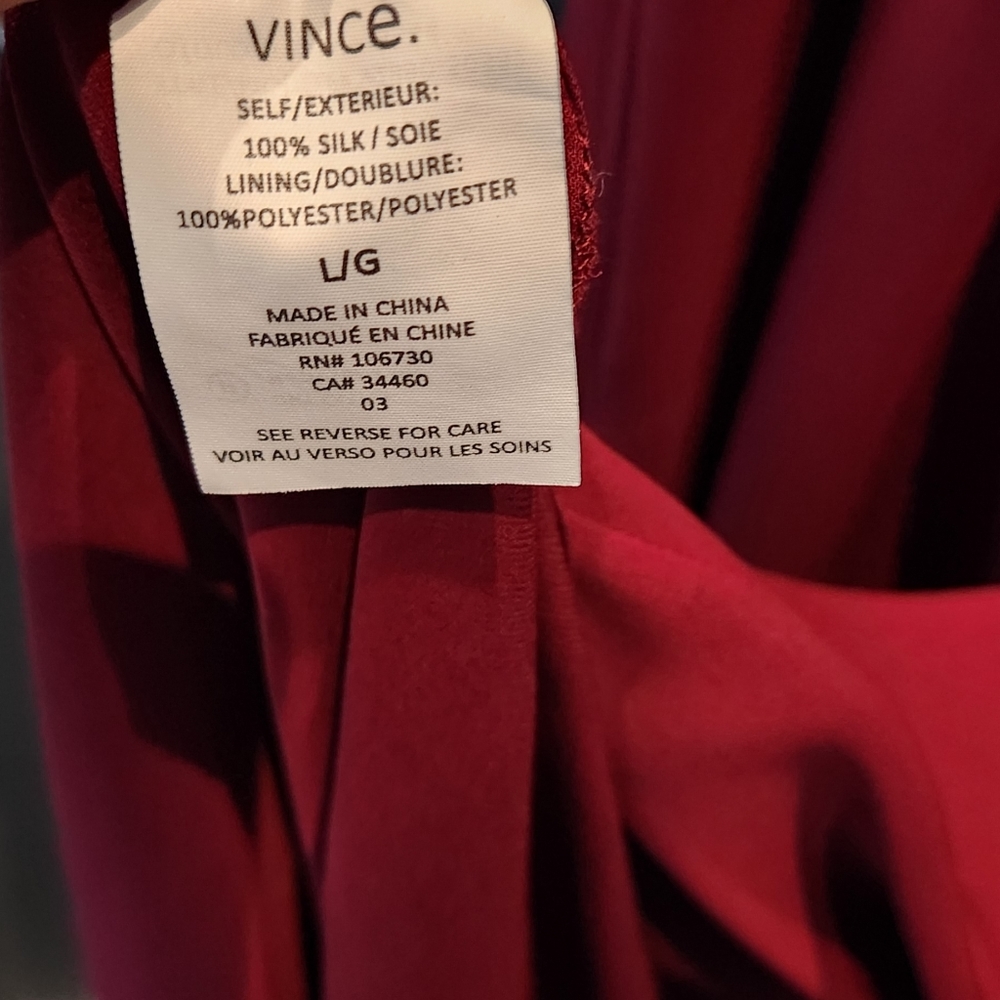 VINCe.
SELF/EXTERIEUR:
100% SILK / SOIE
LINING/DOUBLURE:
100%POLYESTER/POLYESTER
L/G
MADE IN CHINA
FABRIQUÉ EN CHINE
RN# 106730
CA# 34460
03
SEE REVERSE FOR CARE
VOIR AU VERSO POUR LES SOINS